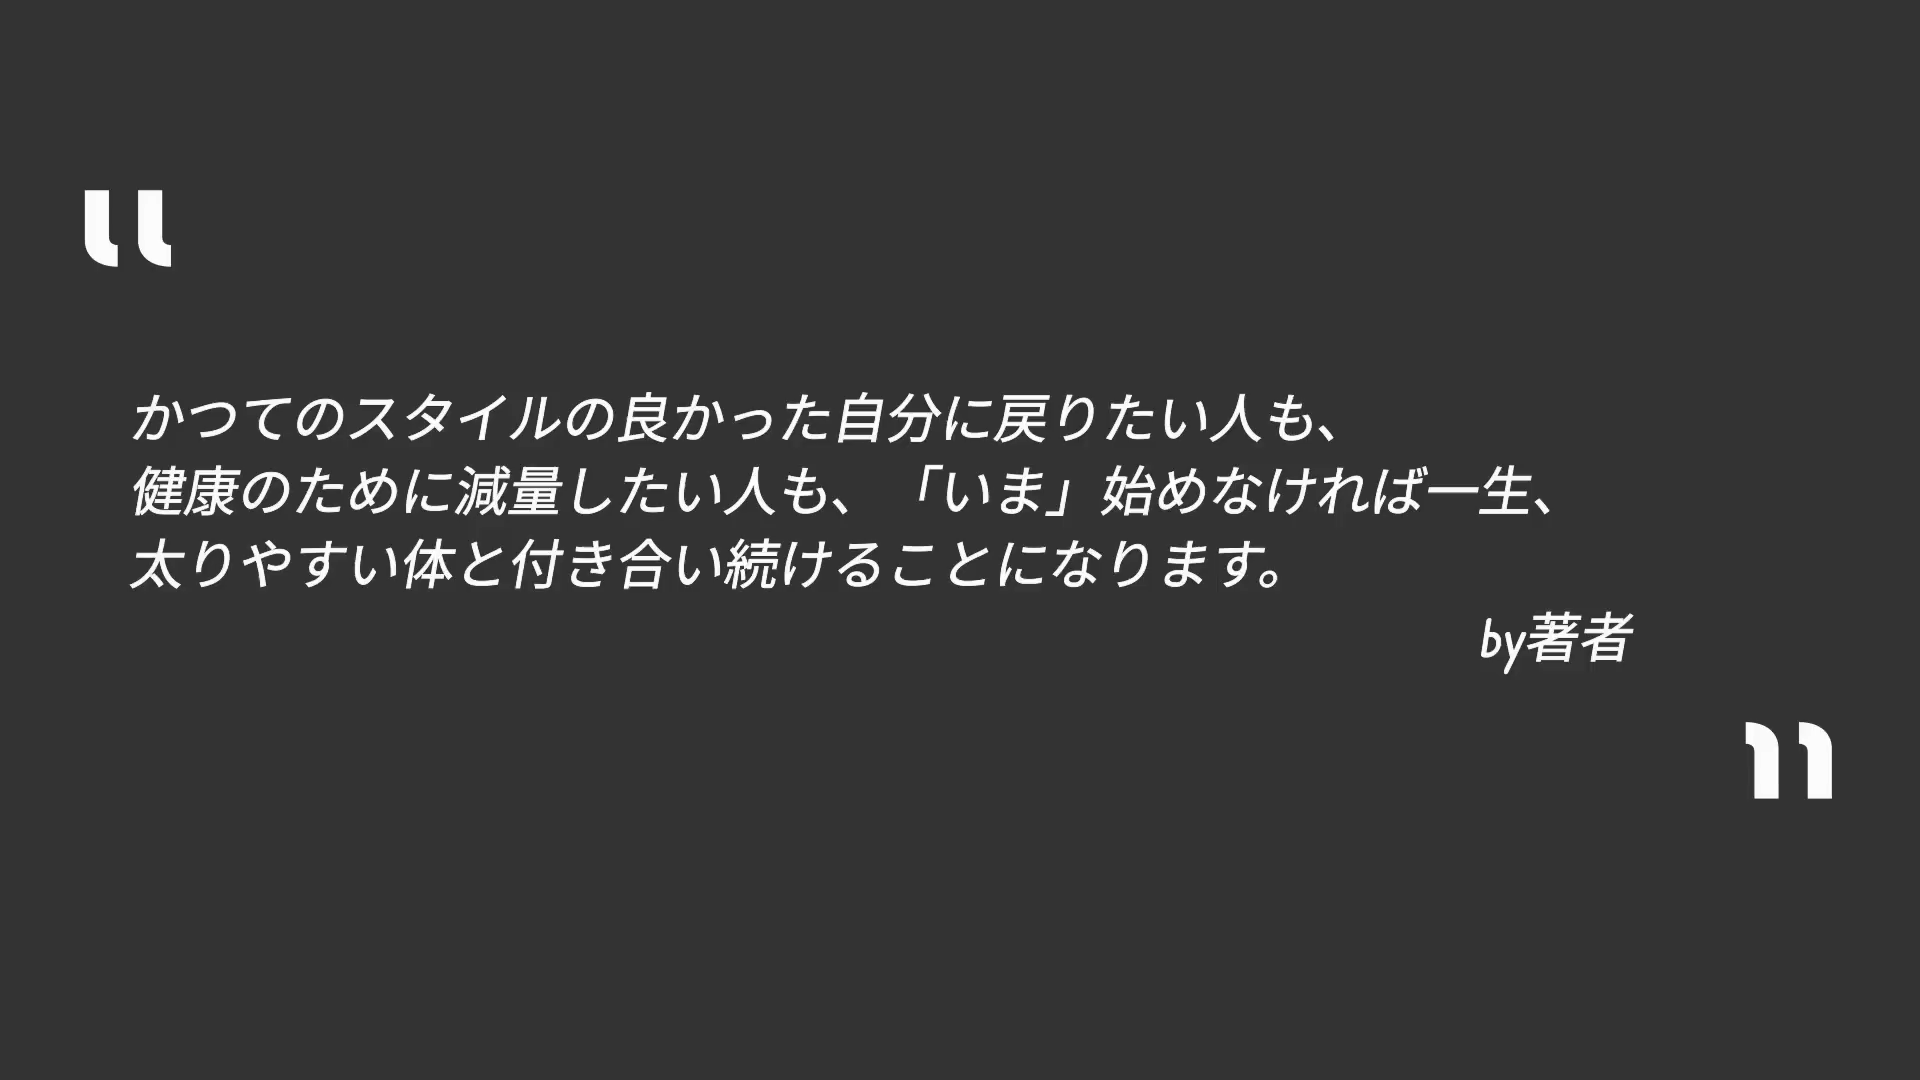 “
かつてのスタイルの良かった自分に戻りたい人も、
健康のために減量したい人も、「いま」始めなければ一生、
太りやすい体と付き合い続けることになります。
by著者
”